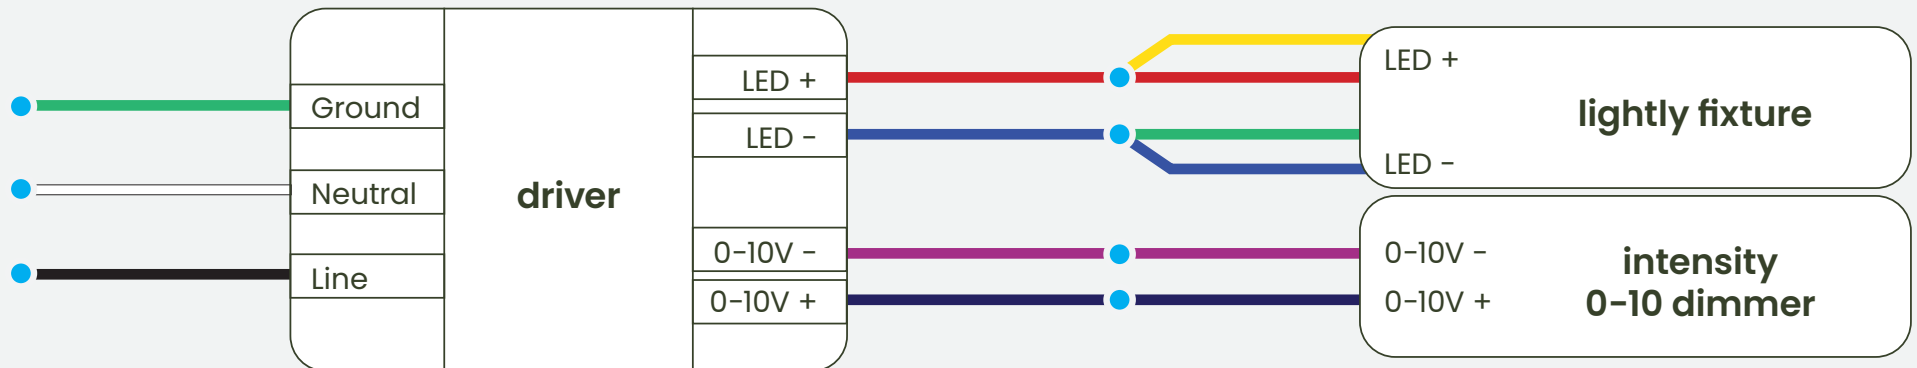 Ground
Neutral
Line
driver
LED +
LED -
0-10V -
0-10V +
LED +
LED -
lightly fixture
0-10V -
0-10V +
intensity
0-10 dimmer